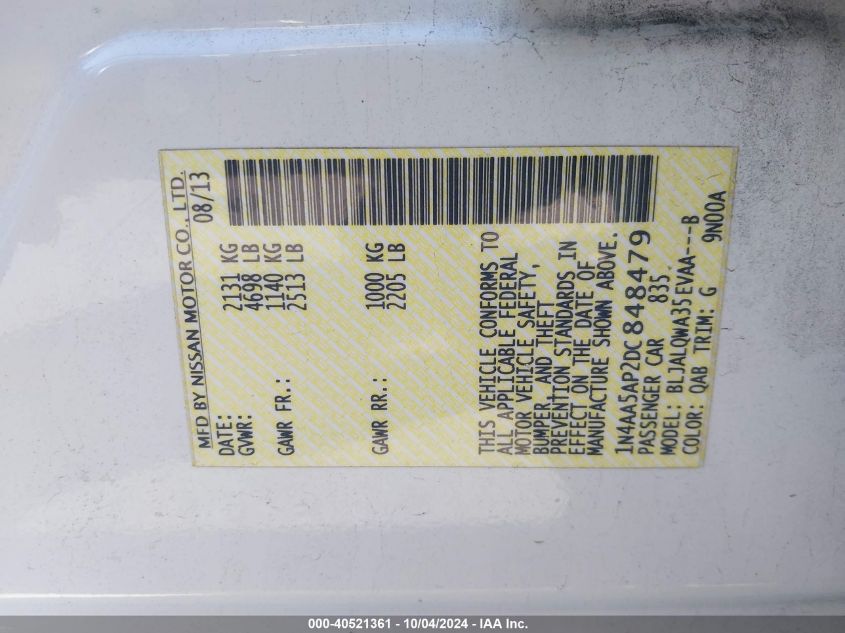 MFD BY NISSAN MOTOR CO., LTD.
DATE: 08/13
GVWR: 2131 KG
4698 LB
GAWR FR.: 1140 KG
2513 LB
GAWR RR.: 1000 KG
2205 LB
THIS VEHICLE CONFORMS TO
ALL APPLICABLE FEDERAL
MOTOR VEHICLE SAFETY,
BUMPER, AND THEFT
PREVENTION STANDARDS IN
EFFECT ON THE DATE OF
MANUFACTURE SHOWN ABOVE.
1N4AA5AP2DC848479
PASSENGER CAR 835
MODEL: BLJALQWA35EVAA---B
COLOR: QAB TRIM: G 9N00A
000-40521361 - 10/04/2024 - IAA Inc.